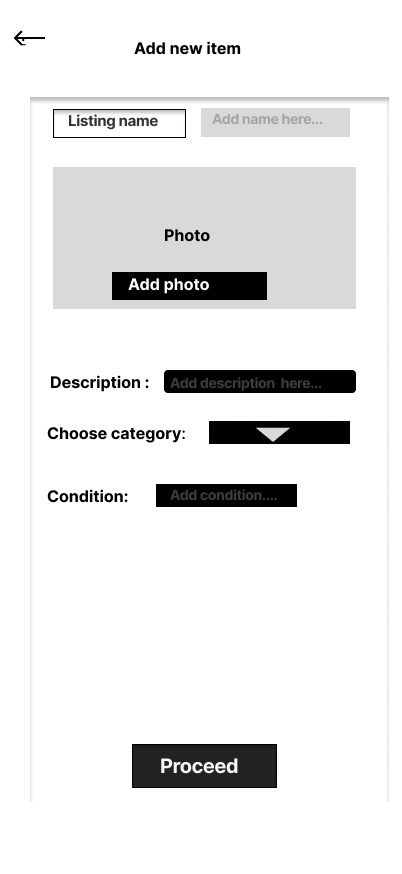 Add new item
Listing name
Add name here...
Photo
Add photo
Description :
Add description  here...
Choose category:
Condition:
Add condition....
Proceed